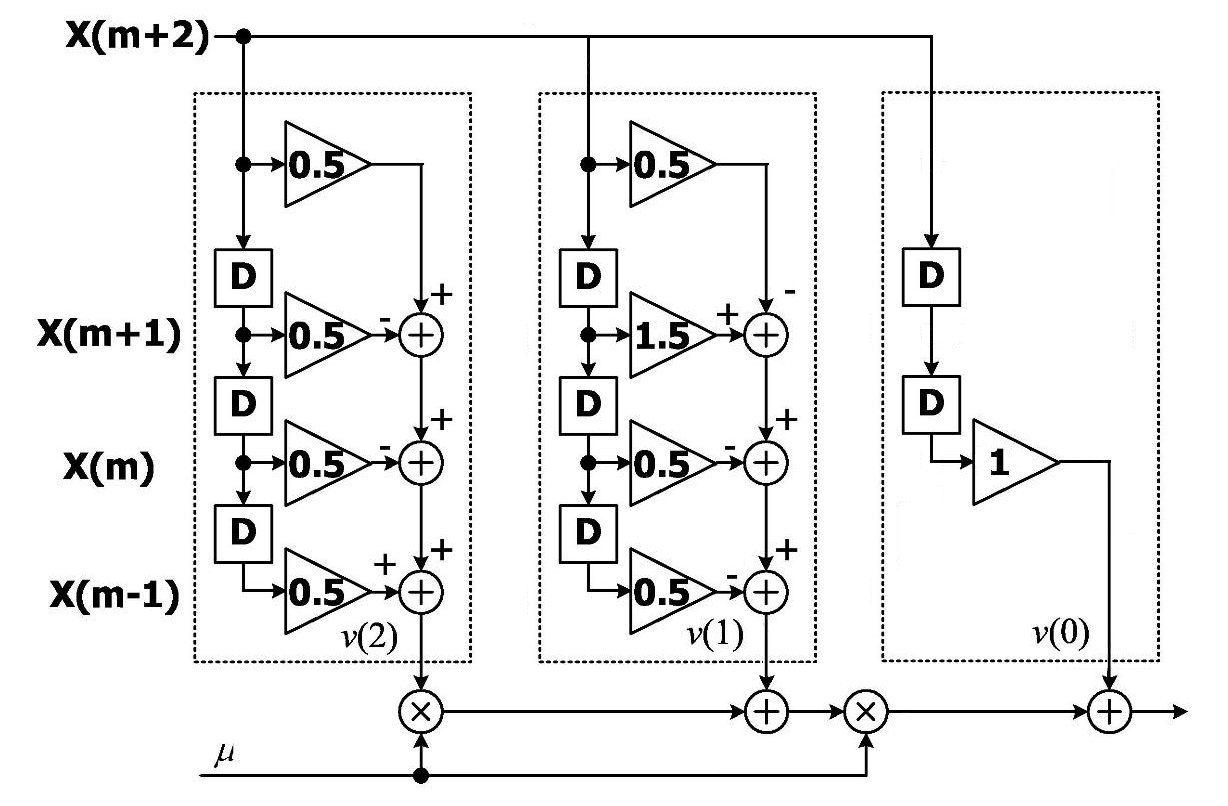 X(m+2)
0.5 0.5
- 
D D D
+
X(m+1) - 0.5 + 1.5 +
+ +
D D D
X(m) - 0.5 - 0.5 + 1
+ +
D D
X(m-1) + 0.5 - 0.5 +
v(2) v(1) v(0)
× + × +
μ